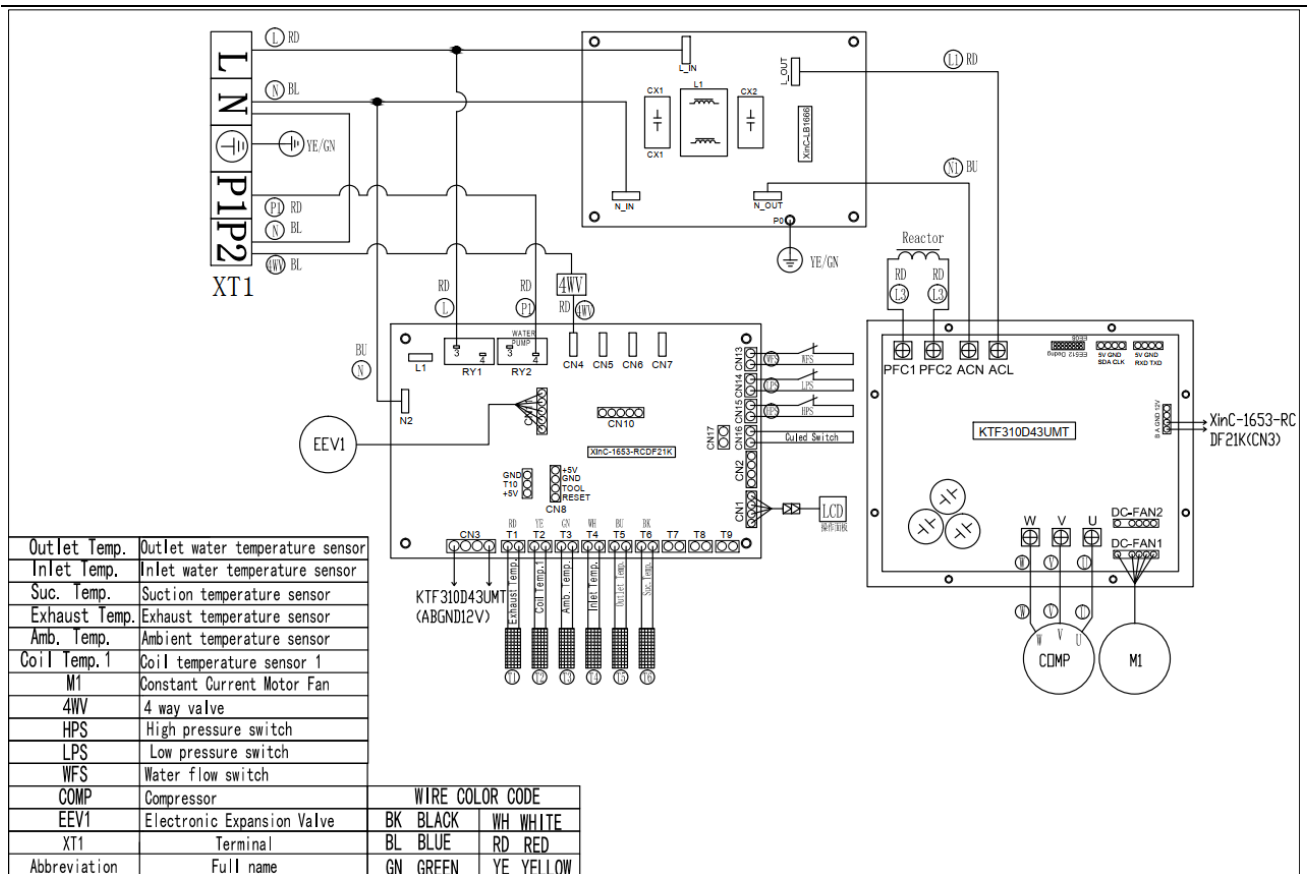 L
N
P1
P2
XT1
L RD
N BL
YE/GN
P1 RD
N BL
4WV BL
L_IN
L_OUT
CX1
L1
CX2
CX1
XinC-LB1666
N_IN
N_OUT
P0
YE/GN
L1 RD
N1 BU
Reactor
RD
RD
L3
L3
RD
L
RD
P1
4WV
RD
4WV
BU
N
L1
3
4
RY1
WATER
PUMP
3
4
RY2
CN4
CN5
CN6
CN7
N2
EEV1
CN10
XinC-1653-RCDF21K
CN17
CN13
CN14
CN15
CN16
CN2
CN1
WFS
WFS
LPS
LPS
HPS
HPS
Culed Switch
LCD
操作面板
GND
T10
+5V
+5V
GND
TOOL
RESET
CN8
CN3
RD
YE
GN
WH
BU
BK
T1
T2
T3
T4
T5
T6
T7
T8
T9
KTF310D43UMT
(ABGND12V)
Exhaust Temp.
Coil Temp.1
Amb. Temp.
Inlet Temp.
Outlet Temp.
Suc. Temp.
T1
T2
T3
T4
T5
T6
PFC1 PFC2 ACN ACL
5V GND
SDA CLK
5V GND
RXD TXD
KTF310D43UMT
B A GND 12V
XinC-1653-RC
DF21K(CN3)
W
V
U
DC-FAN2
DC-FAN1
W
V
U
W
V
U
W
V
U
COMP
M1
Outlet Temp. Outlet water temperature sensor
Inlet Temp. Inlet water temperature sensor
Suc. Temp. Suction temperature sensor
Exhaust Temp. Exhaust temperature sensor
Amb. Temp. Ambient temperature sensor
Coil Temp.1 Coil temperature sensor 1
M1 Constant Current Motor Fan
4WV 4 way valve
HPS High pressure switch
LPS Low pressure switch
WFS Water flow switch
COMP Compressor
EEV1 Electronic Expansion Valve
XT1 Terminal
Abbreviation Full name
WIRE COLOR CODE
BK BLACK WH WHITE
BL BLUE RD RED
GN GREEN YE YELLOW